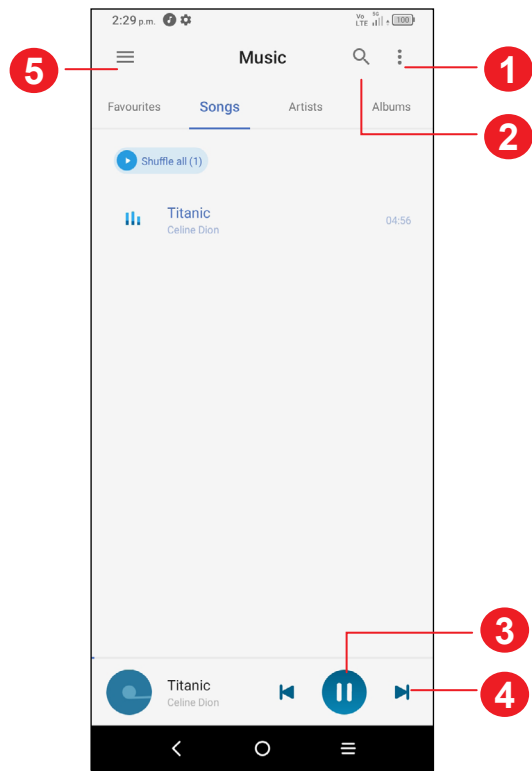 2:29 p.m. Vo LTE 5G 100
5 Music 1
Favourites Songs Artists Albums
2
Shuffle all (1)
Titanic
Celine Dion 04:56
3
Titanic
Celine Dion
4